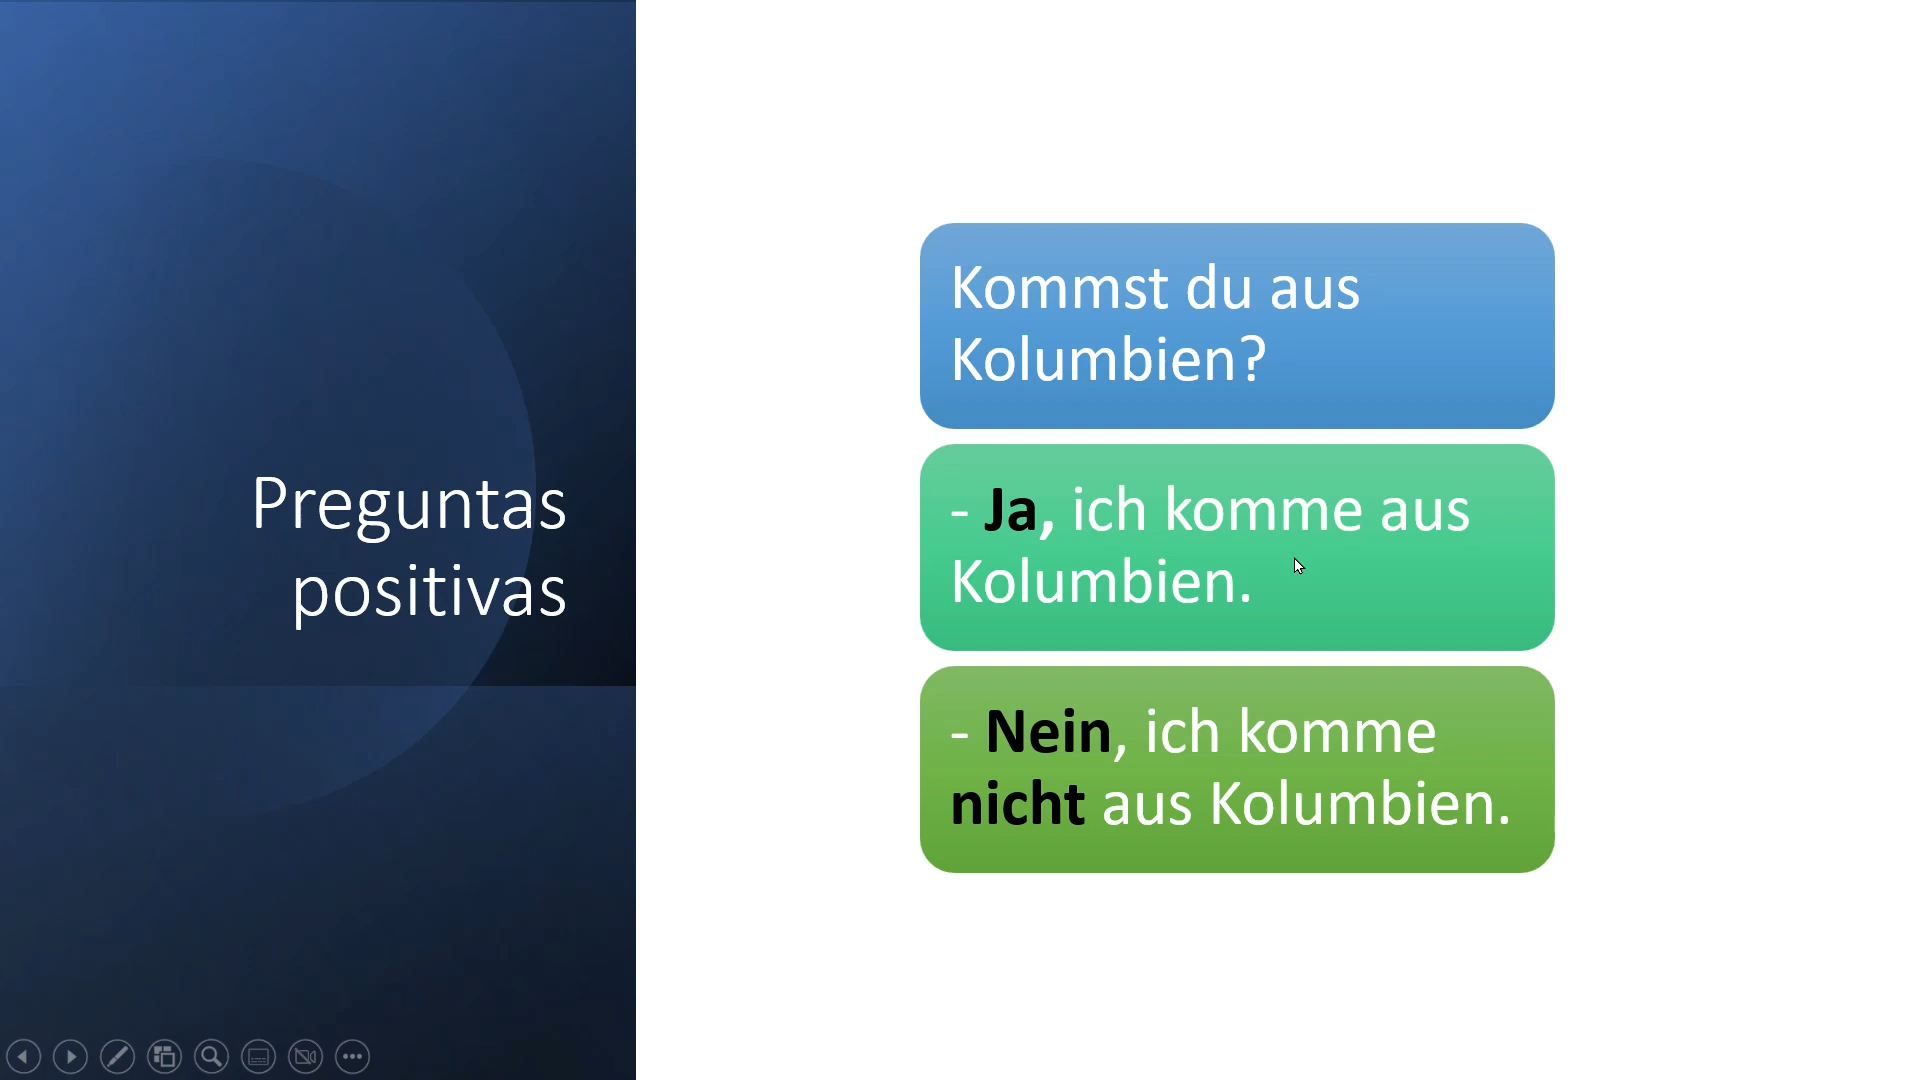 Preguntas
positivas
Kommst du aus
Kolumbien?
- Ja, ich komme aus
Kolumbien.
- Nein, ich komme
nicht aus Kolumbien.